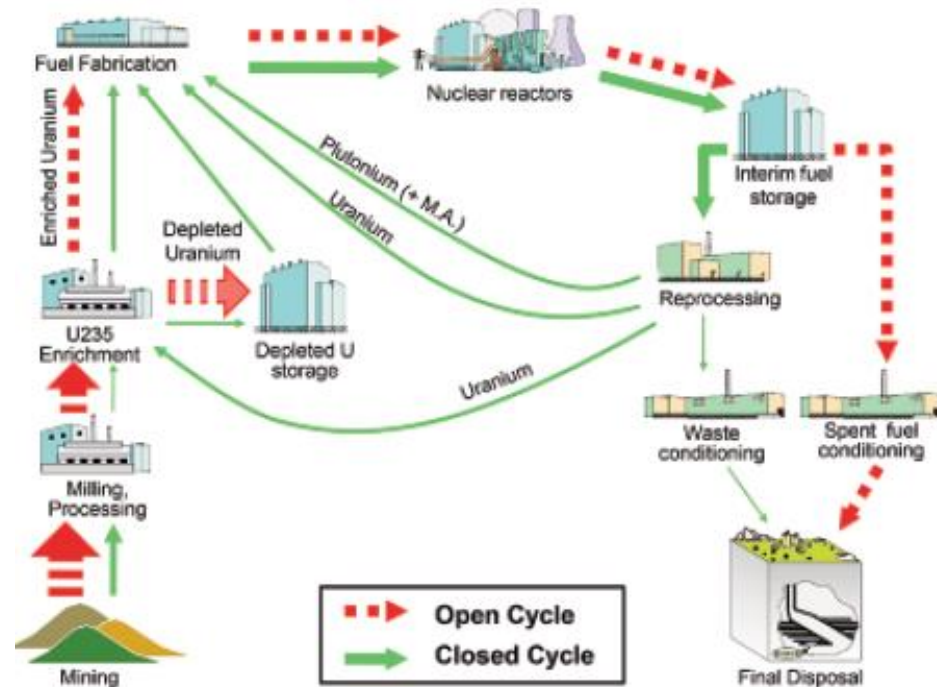 Fuel Fabrication
Nuclear reactors
Enriched Uranium
Plutonium (+ M.A.)
Uranium
Interim fuel
storage
Depleted
Uranium
Reprocessing
U235
Enrichment
Depleted U
storage
Uranium
Waste
conditioning
Spent fuel
conditioning
Milling,
Processing
Open Cycle
Closed Cycle
Mining
Final Disposal